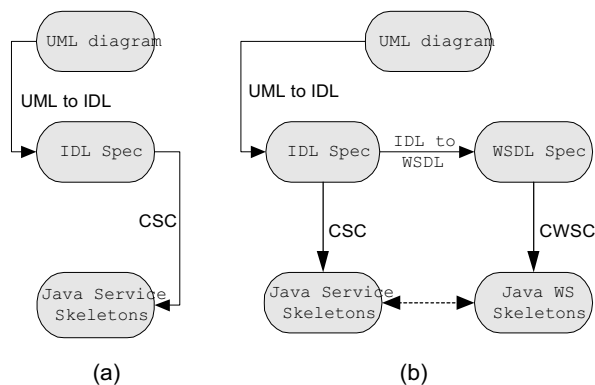 UML diagram
UML to IDL
IDL Spec
CSC
Java Service
Skeletons
(a)
UML diagram
UML to IDL
IDL Spec
IDL to
WSDL
WSDL Spec
CSC
CWSC
Java Service
Skeletons
Java WS
Skeletons
(b)